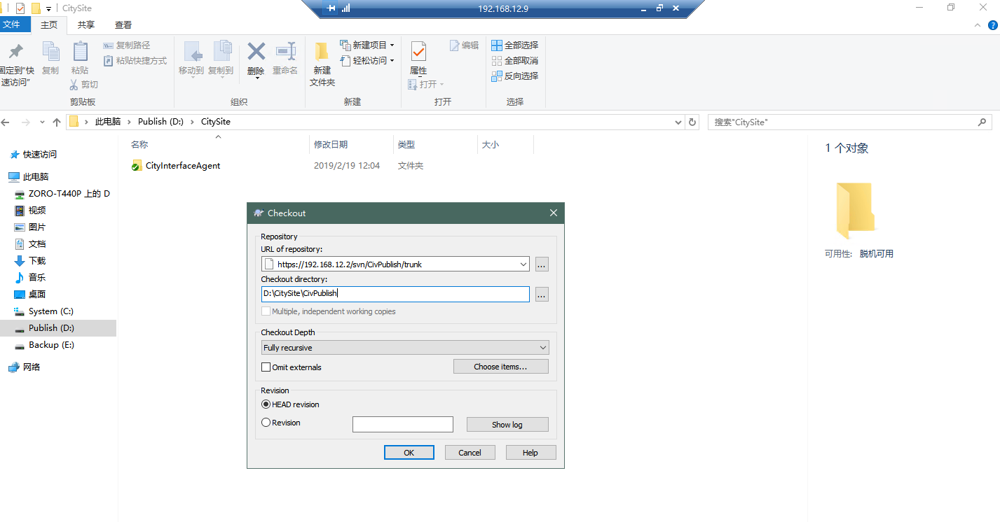 CitySite
192.168.12.9
文件 主页 共享 查看
固定到"快速访问"
复制
粘贴
复制路径
粘贴快捷方式
剪切
剪贴板
移动到 复制到 删除 重命名
组织
新建文件夹
新建项目
轻松访问
新建
属性
打开
编辑
打开
全部选择
全部取消
反向选择
选择
此电脑 › Publish (D:) › CitySite
搜索"CitySite"
名称 修改日期 类型 大小
CityInterfaceAgent 2019/2/19 12:04 文件夹
快速访问
此电脑
ZORO-T440P 上的 D
视频
图片
文档
下载
音乐
桌面
System (C:)
Publish (D:)
Backup (E:)
网络
Checkout
Repository
URL of repository:
https://192.168.12.2/svn/CivPublish/trunk
...
Checkout directory:
D:\CitySite\CivPublish
...
Multiple, independent working copies
Checkout Depth
Fully recursive
Omit externals Choose items...
Revision
HEAD revision
Revision Show log
OK Cancel Help
1 个对象
可用性: 脱机可用